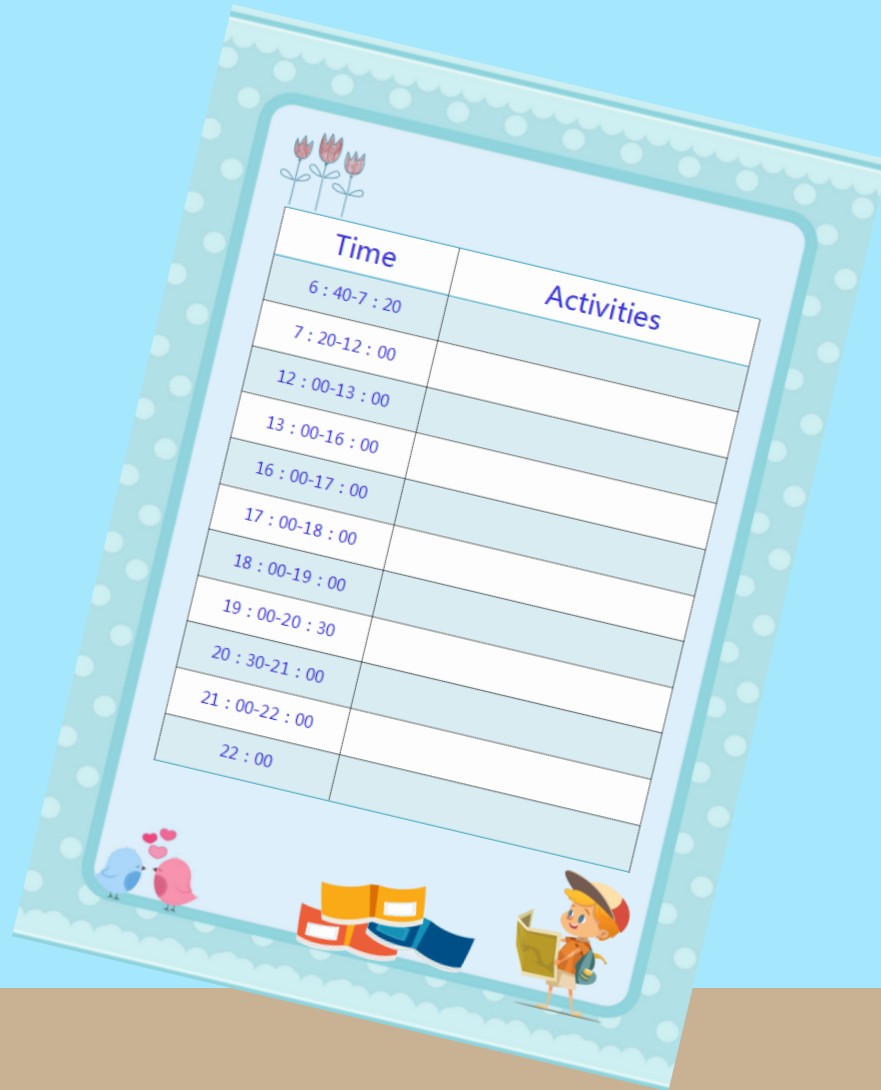 Time
Activities
6 : 40-7 : 20
7 : 20-12 : 00
12 : 00-13 : 00
13 : 00-16 : 00
16 : 00-17 : 00
17 : 00-18 : 00
18 : 00-19 : 00
19 : 00-20 : 30
20 : 30-21 : 00
21 : 00-22 : 00
22 : 00